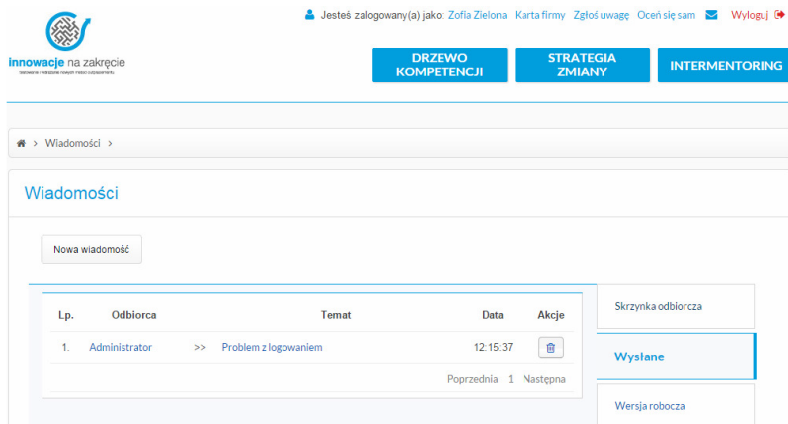 Jesteś zalogowany(a) jako: Zofia Zielona Karta firmy Zgłoś uwagę Oceń się sam Wyloguj
innowacje na zakręcie
DRZEWO KOMPETENCJI
STRATEGIA ZMIANY
INTERMENTORING
> Wiadomości >
Wiadomości
Nowa wiadomość
Lp. Odbiorca Temat Data Akcje
1. Administrator >> Problem z logowaniem 12:15:37
Poprzednia 1 Następna
Skrzynka odbiorcza
Wysłane
Wersja robocza